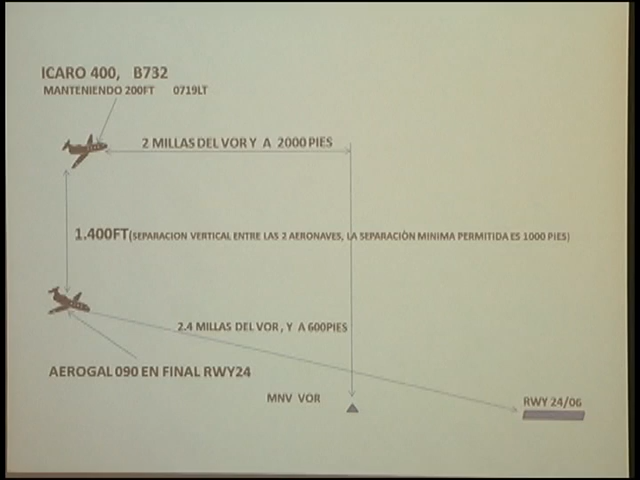 ICARO 400, B732
MANTENIENDO 200FT 0719LT
2 MILLAS DEL VOR Y A 2000 PIES
1.400FT(SEPARACION VERTICAL ENTRE LAS 2 AERONAVES, LA SEPARACIÒN MINIMA PERMITIDA ES 1000 PIES)
2.4 MILLAS DEL VOR, Y A 600PIES
AEROGAL 090 EN FINAL RWY24
MNV VOR
RWY 24/06